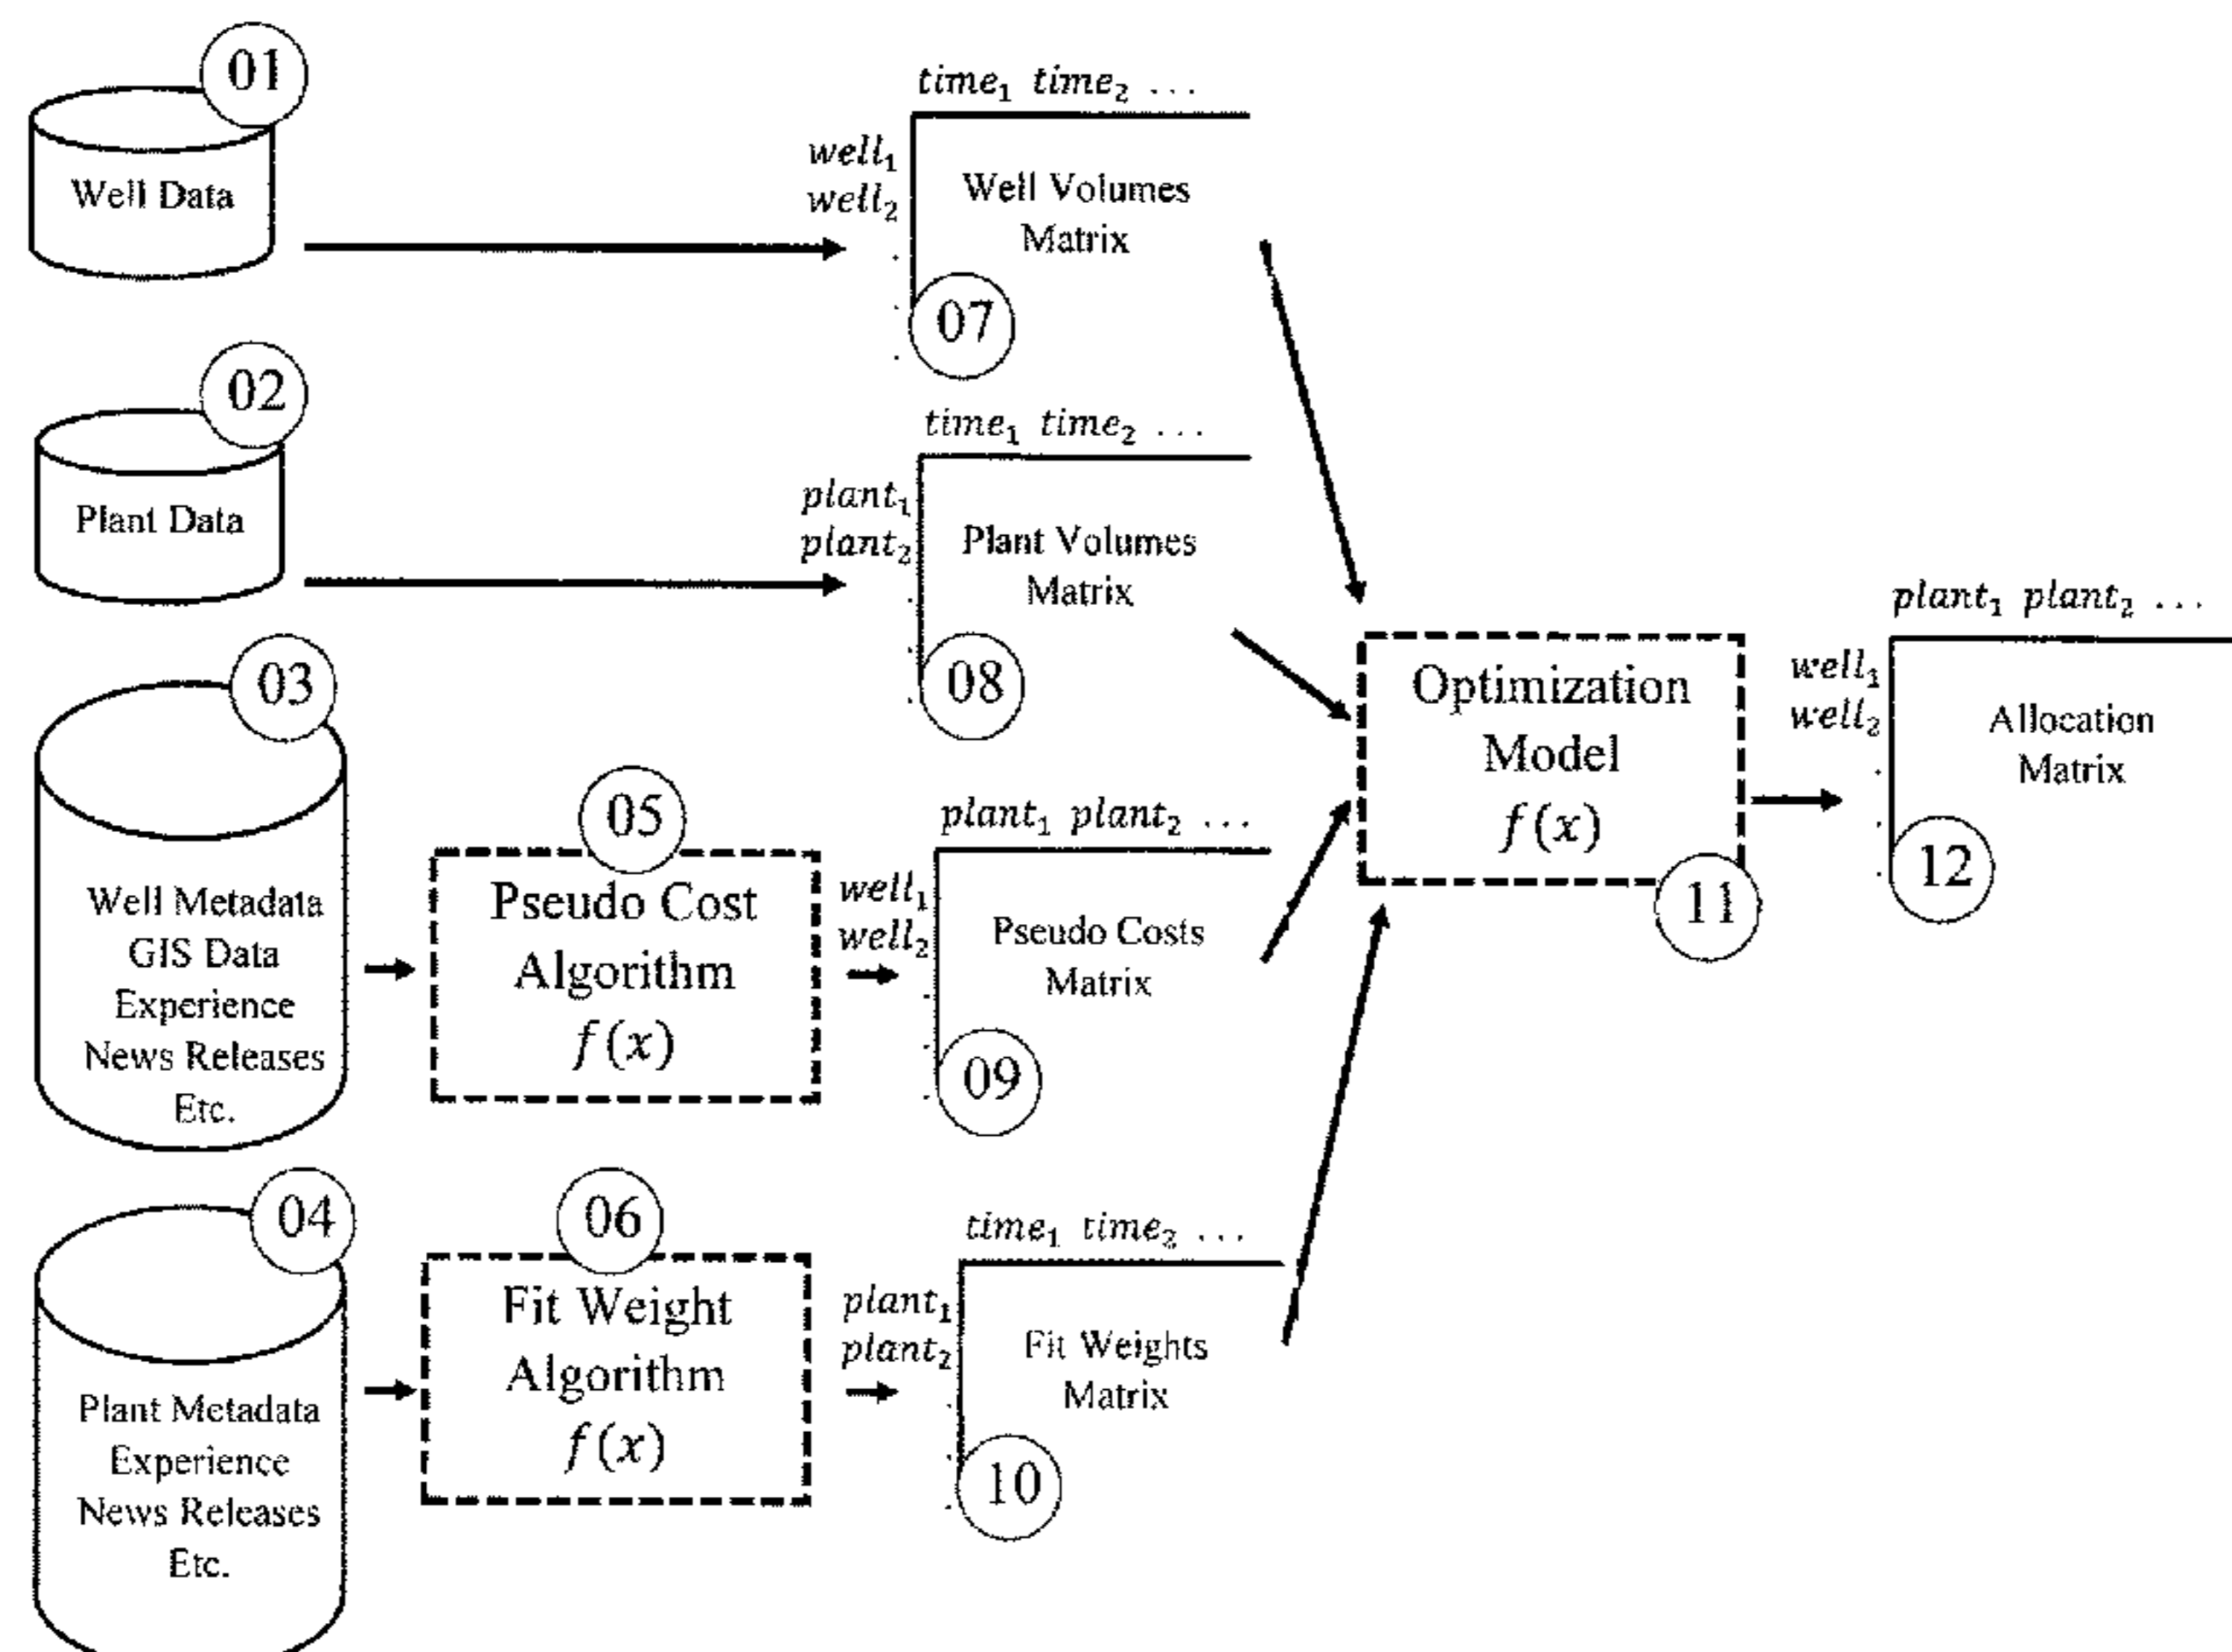 01
Well Data
time₁ time₂ ...
well₁
well₂
Well Volumes
Matrix
07
02
Plant Data
time₁ time₂ ...
plant₁
plant₂
Plant Volumes
Matrix
08
03
Well Metadata
GIS Data
Experience
News Releases
Etc.
05
Pseudo Cost
Algorithm
f(x)
plant₁ plant₂ ...
well₁
well₂
Pseudo Costs
Matrix
09
04
Plant Metadata
Experience
News Releases
Etc.
06
Fit Weight
Algorithm
f(x)
time₁ time₂ ...
plant₁
plant₂
Fit Weights
Matrix
10
Optimization
Model
f(x)
11
plant₁ plant₂ ...
well₁
well₂
Allocation
Matrix
12